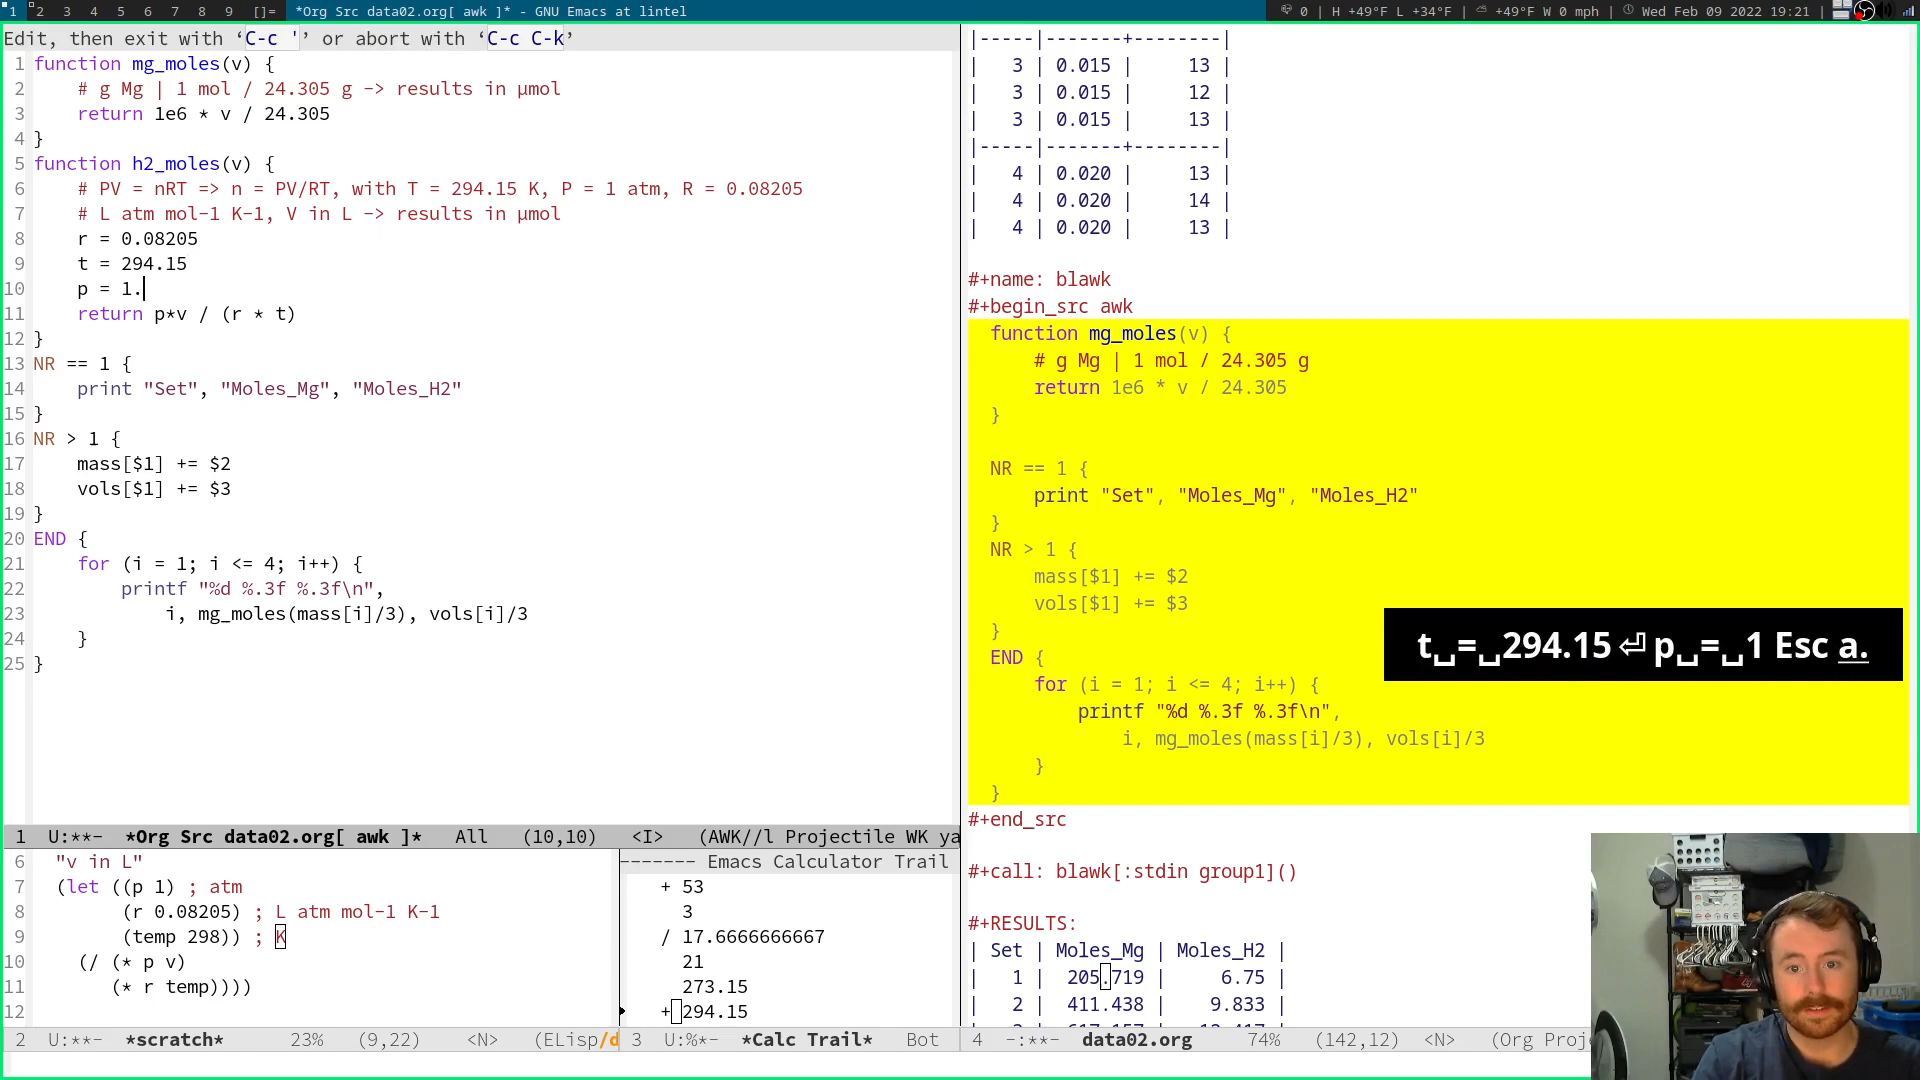 1 2 3 4 5 6 7 8 9 []= *Org Src data02.org[ awk ]* - GNU Emacs at lintel 0 | H +49°F L +34°F | +49°F W 0 mph | Wed Feb 09 2022 19:21 |
Edit, then exit with ‘C-c '’ or abort with ‘C-c C-k’
1 function mg_moles(v) {
2 # g Mg | 1 mol / 24.305 g -> results in µmol
3 return 1e6 * v / 24.305
4 }
5 function h2_moles(v) {
6 # PV = nRT => n = PV/RT, with T = 294.15 K, P = 1 atm, R = 0.08205
7 # L atm mol-1 K-1, V in L -> results in µmol
8 r = 0.08205
9 t = 294.15
10 p = 1.
11 return p*v / (r * t)
12 }
13 NR == 1 {
14 print "Set", "Moles_Mg", "Moles_H2"
15 }
16 NR > 1 {
17 mass[$1] += $2
18 vols[$1] += $3
19 }
20 END {
21 for (i = 1; i <= 4; i++) {
22 printf "%d %.3f %.3f\n",
23 i, mg_moles(mass[i]/3), vols[i]/3
24 }
25 }
1 U:**- *Org Src data02.org[ awk ]* All (10,10) <I> (AWK//l Projectile WK ya
6 "v in L"
7 (let ((p 1) ; atm
8 (r 0.08205) ; L atm mol-1 K-1
9 (temp 298)) ; K
10 (/ (* p v)
11 (* r temp))))
12
2 U:**- *scratch* 23% (9,22) <N> (ELisp/d
------- Emacs Calculator Trail
+ 53
3
/ 17.6666666667
21
273.15
+ 294.15
3 U:%*- *Calc Trail* Bot
|-----|-------+--------|
| 3 | 0.015 | 13 |
| 3 | 0.015 | 12 |
| 3 | 0.015 | 13 |
|-----|-------+--------|
| 4 | 0.020 | 13 |
| 4 | 0.020 | 14 |
| 4 | 0.020 | 13 |
#+name: blawk
#+begin_src awk
function mg_moles(v) {
# g Mg | 1 mol / 24.305 g
return 1e6 * v / 24.305
}
NR == 1 {
print "Set", "Moles_Mg", "Moles_H2"
}
NR > 1 {
mass[$1] += $2
vols[$1] += $3
}
END {
for (i = 1; i <= 4; i++) {
printf "%d %.3f %.3f\n",
i, mg_moles(mass[i]/3), vols[i]/3
}
}
#+end_src
t␣=␣294.15⏎p␣=␣1 Esc a.
#+call: blawk[:stdin group1]()
#+RESULTS:
| Set | Moles_Mg | Moles_H2 |
| 1 | 205.719 | 6.75 |
| 2 | 411.438 | 9.833 |
4 -:**- data02.org 74% (142,12) <N> (Org Proj